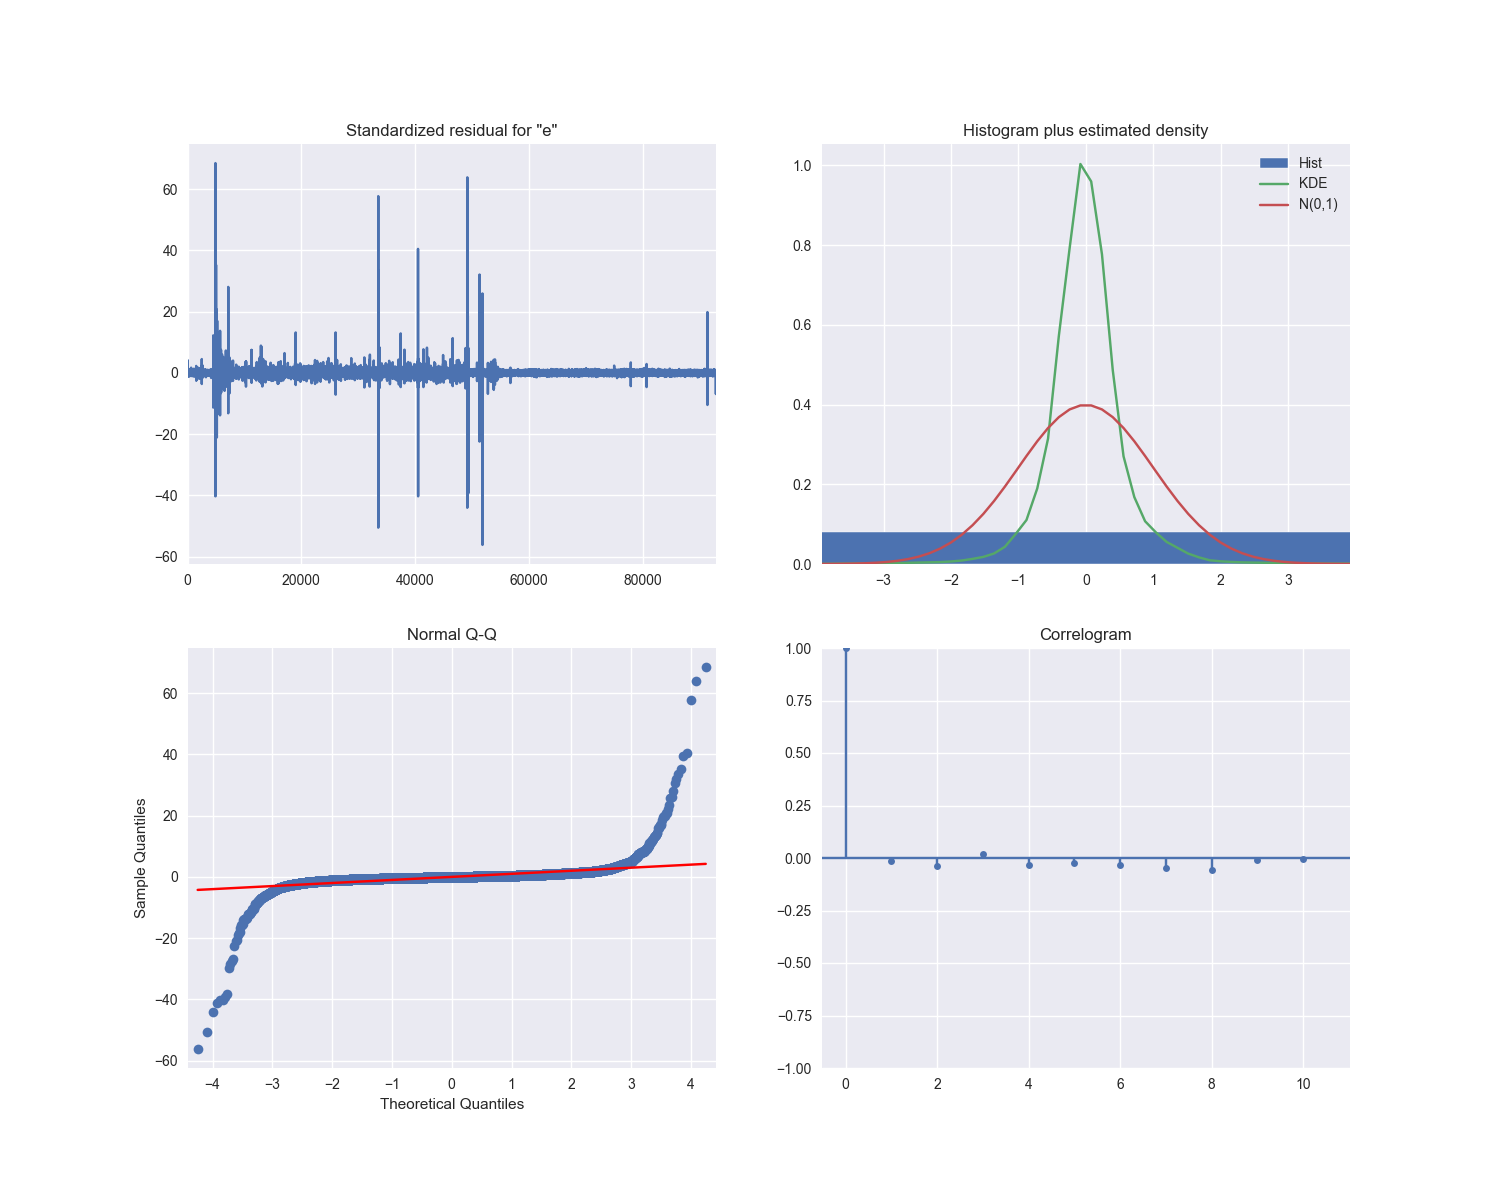 Standardized residual for "e"
60
40
20
0
−20
−40
−60
0 20000 40000 60000 80000
Histogram plus estimated density
1.0
0.8
0.6
0.4
0.2
0.0
Hist
KDE
N(0,1)
−3 −2 −1 0 1 2 3
Normal Q-Q
Sample Quantiles
60
40
20
0
−20
−40
−60
−4 −3 −2 −1 0 1 2 3 4
Theoretical Quantiles
Correlogram
1.00
0.75
0.50
0.25
0.00
−0.25
−0.50
−0.75
−1.00
0 2 4 6 8 10